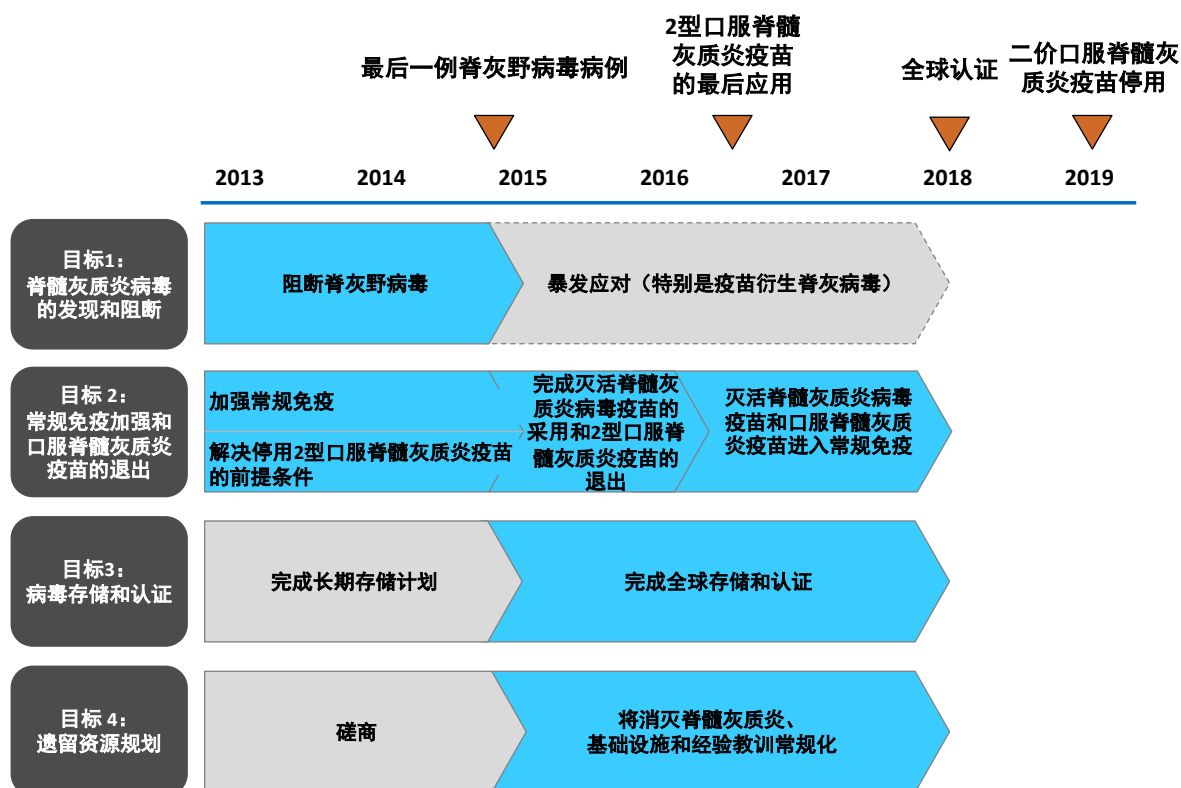 最后一例脊灰野病毒病例
2型口服脊髓
灰质炎疫苗
的最后应用
全球认证
二价口服脊髓灰
质炎疫苗停用
2013 2014 2015 2016 2017 2018 2019
目标1：
脊髓灰质炎病毒
的发现和阻断
阻断脊灰野病毒
暴发应对（特别是疫苗衍生脊灰病毒）
目标 2：
常规免疫加强和
口服脊髓灰质炎
疫苗的退出
加强常规免疫
解决停用2型口服脊髓灰质炎疫苗
的前提条件
完成灭活脊髓灰
质炎病毒疫苗的
采用和2型口服脊
髓灰质炎疫苗的
退出
灭活脊髓灰质炎病毒
疫苗和口服脊髓灰质
炎疫苗进入常规免疫
目标3：
病毒存储和认证
完成长期存储计划
完成全球存储和认证
目标 4：
遗留资源规划
磋商
将消灭脊髓灰质炎、
基础设施和经验教训常规化